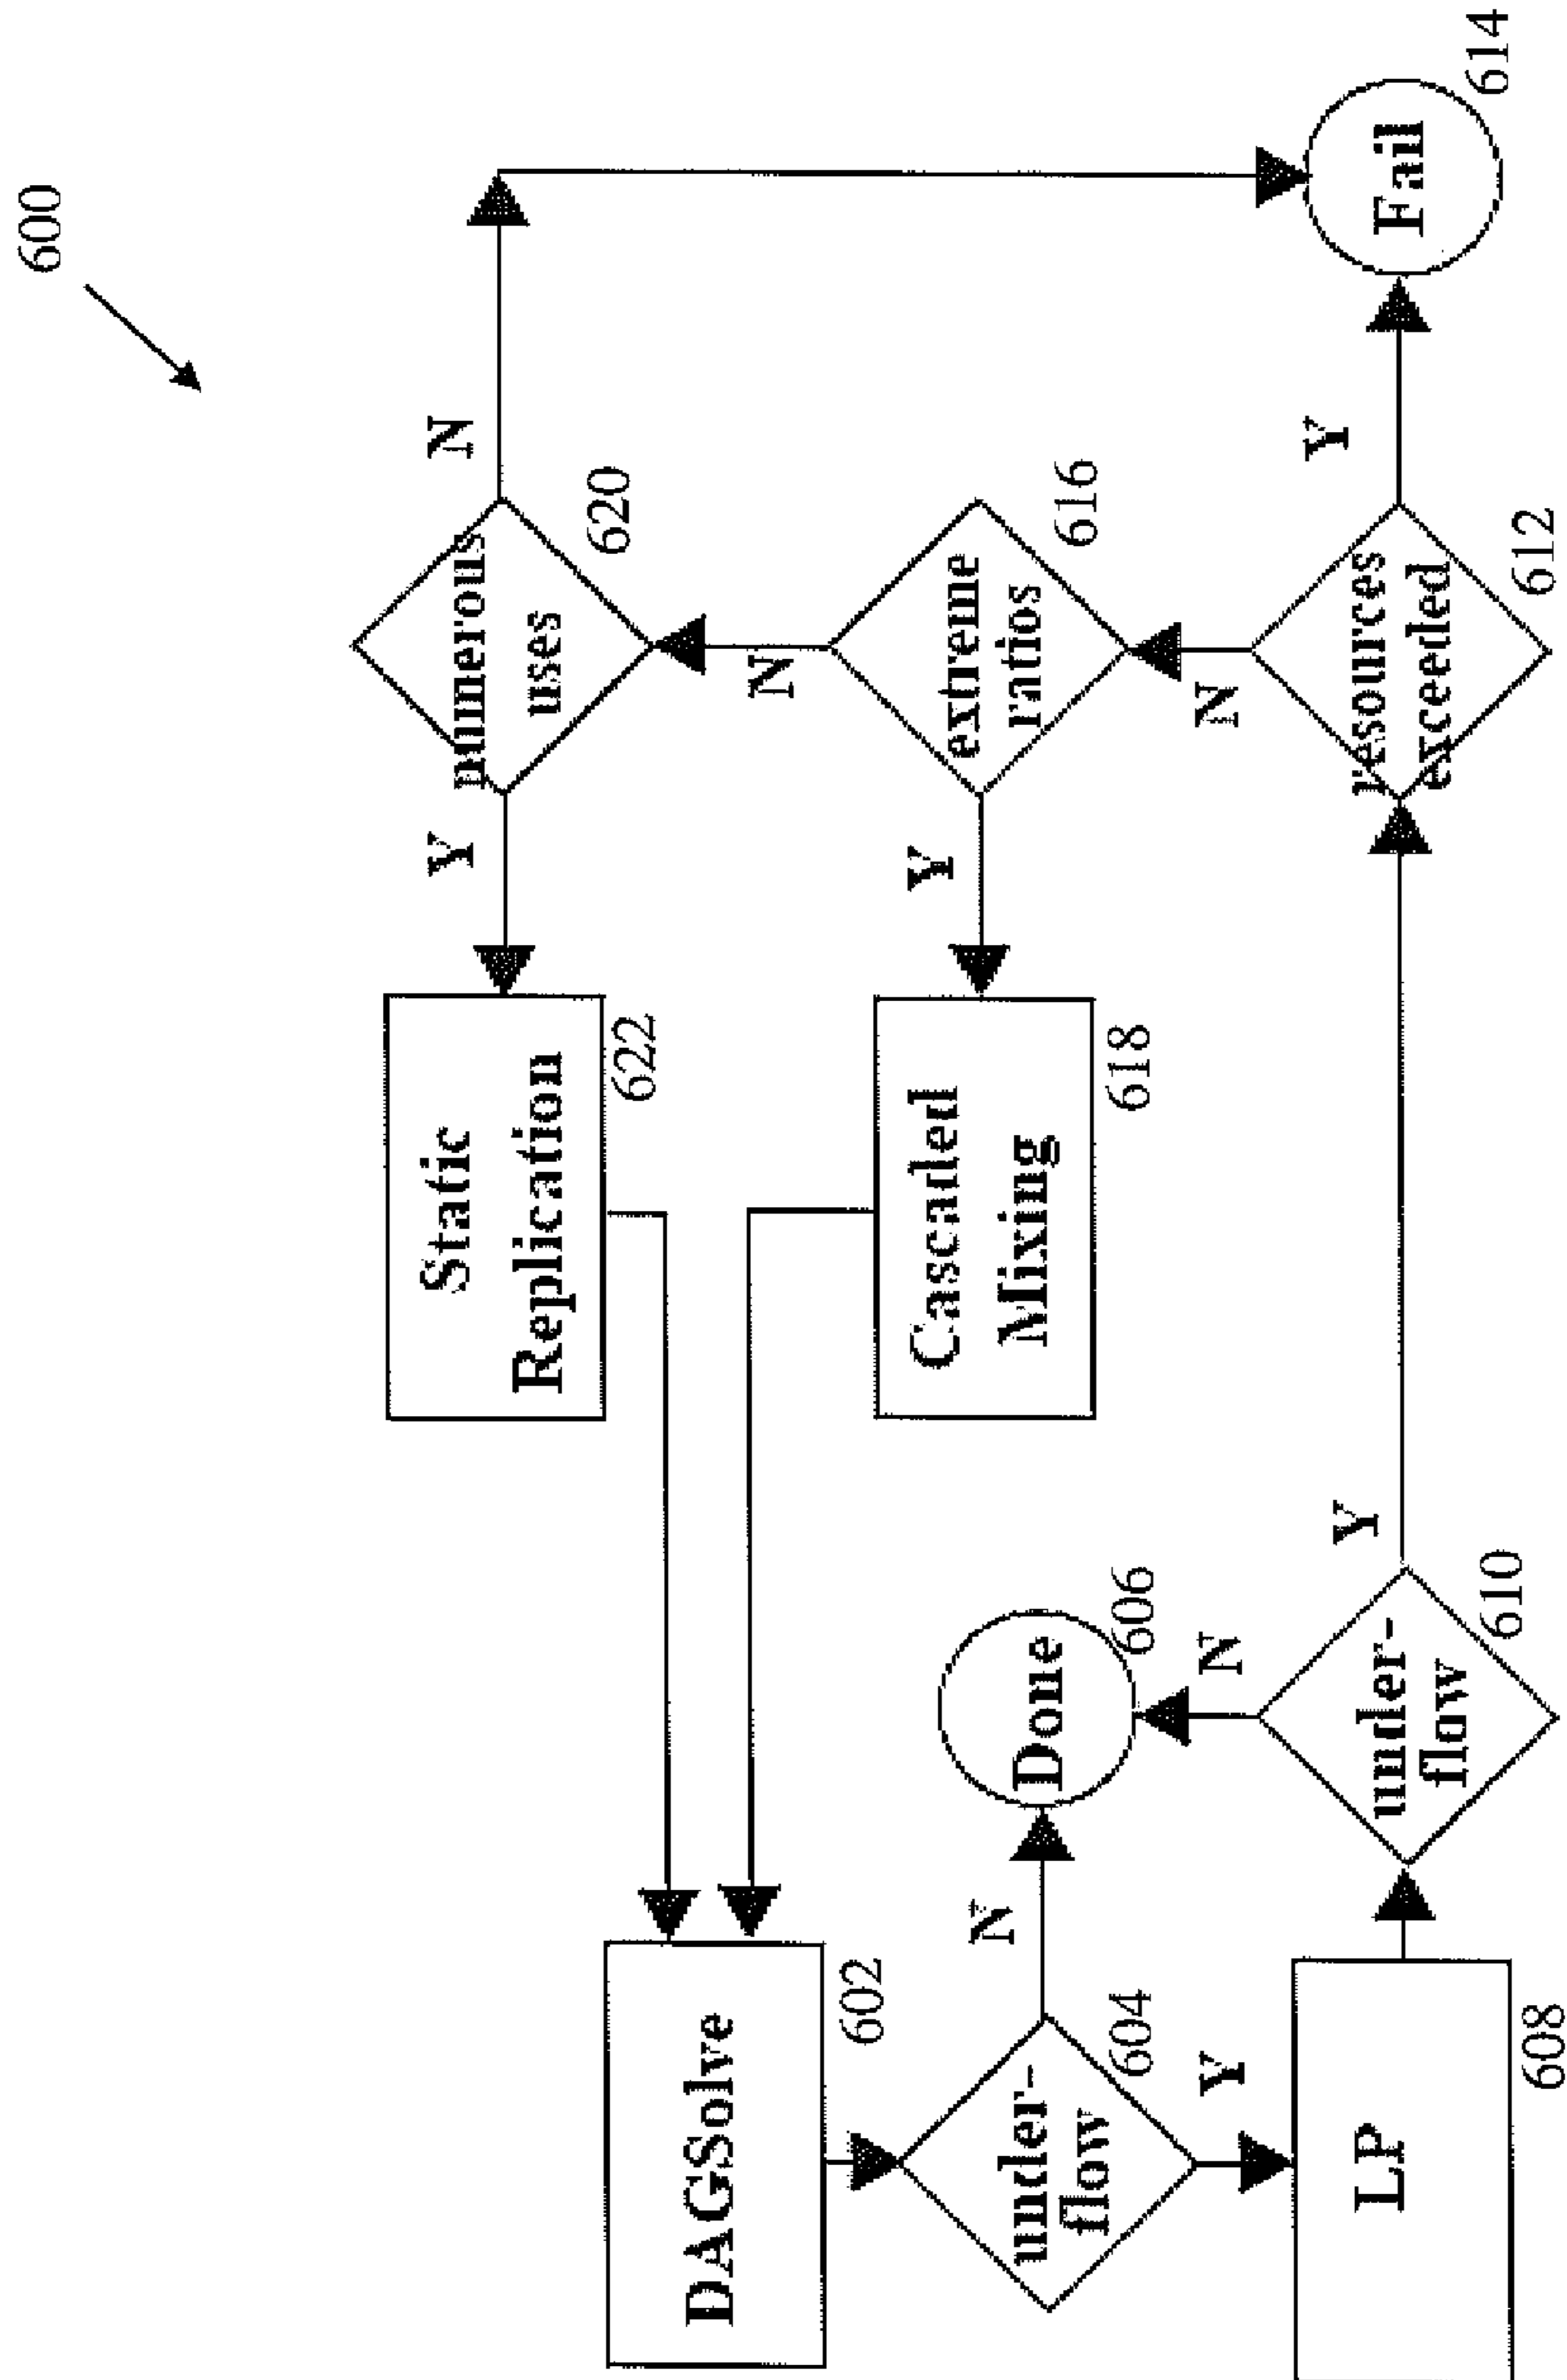 600
numerous
uses
620
N
Y
Static
Replication
622
N
extreme
ratios
616
Y
Cascaded
Mixing
618
N
resources
exceeded
612
Y
Fail
614
DAGSolve
602
under-
flow
604
N
Done
606
Y
LP
608
N
under-
flow
610
Y